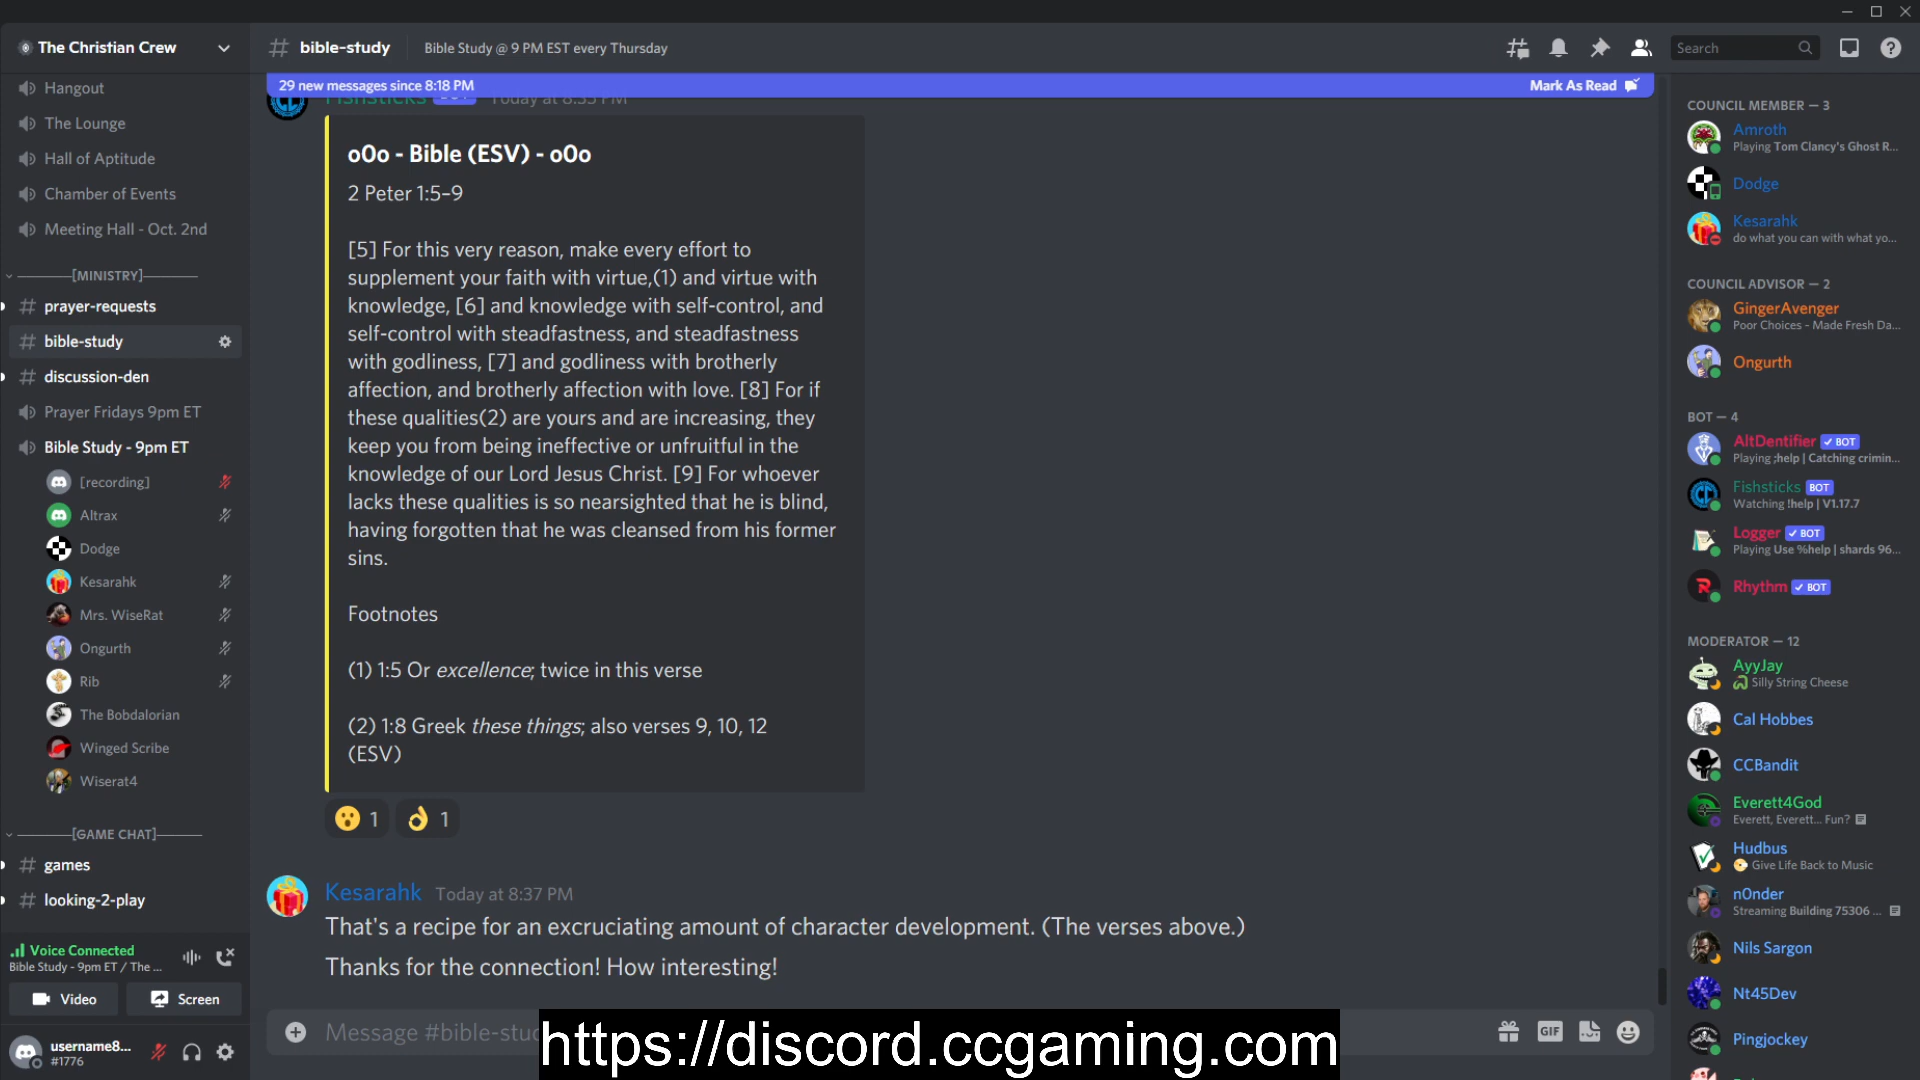 The Christian Crew
Hangout
The Lounge
Hall of Aptitude
Chamber of Events
Meeting Hall - Oct. 2nd
[MINISTRY]
prayer-requests
bible-study
discussion-den
Prayer Fridays 9pm ET
Bible Study - 9pm ET
[recording]
Altrax
Dodge
Kesarahk
Mrs. WiseRat
Ongurth
Rib
The Bobdalorian
Winged Scribe
Wiserat4
[GAME CHAT]
games
looking-2-play
Voice Connected
Bible Study - 9pm ET / The ...
Video
Screen
username8...
#1776
bible-study
Bible Study @ 9 PM EST every Thursday
Search
29 new messages since 8:18 PM
Mark As Read
Fishsticks BOT Today at 8:35 PM
oOo - Bible (ESV) - oOo
2 Peter 1:5–9
[5] For this very reason, make every effort to
supplement your faith with virtue,(1) and virtue with
knowledge, [6] and knowledge with self-control, and
self-control with steadfastness, and steadfastness
with godliness, [7] and godliness with brotherly
affection, and brotherly affection with love. [8] For if
these qualities(2) are yours and are increasing, they
keep you from being ineffective or unfruitful in the
knowledge of our Lord Jesus Christ. [9] For whoever
lacks these qualities is so nearsighted that he is blind,
having forgotten that he was cleansed from his former
sins.
Footnotes
(1) 1:5 Or excellence; twice in this verse
(2) 1:8 Greek these things; also verses 9, 10, 12
(ESV)
1
1
Kesarahk Today at 8:37 PM
That's a recipe for an excruciating amount of character development. (The verses above.)
Thanks for the connection! How interesting!
Message #bible-stu
GIF
https://discord.ccgaming.com
COUNCIL MEMBER — 3
Amroth
Playing Tom Clancy's Ghost R...
Dodge
Kesarahk
do what you can with what yo...
COUNCIL ADVISOR — 2
GingerAvenger
Poor Choices - Made Fresh Da...
Ongurth
BOT — 4
AltDentifier BOT
Playing ;help | Catching crimin...
Fishsticks BOT
Watching !help | V1.17.7
Logger BOT
Playing Use %help | shards 96...
Rhythm BOT
MODERATOR — 12
AyyJay
Silly String Cheese
Cal Hobbes
CCBandit
Everett4God
Everett, Everett... Fun?
Hudbus
Give Life Back to Music
n0nder
Streaming Building 75306 ...
Nils Sargon
Nt45Dev
Pingjockey